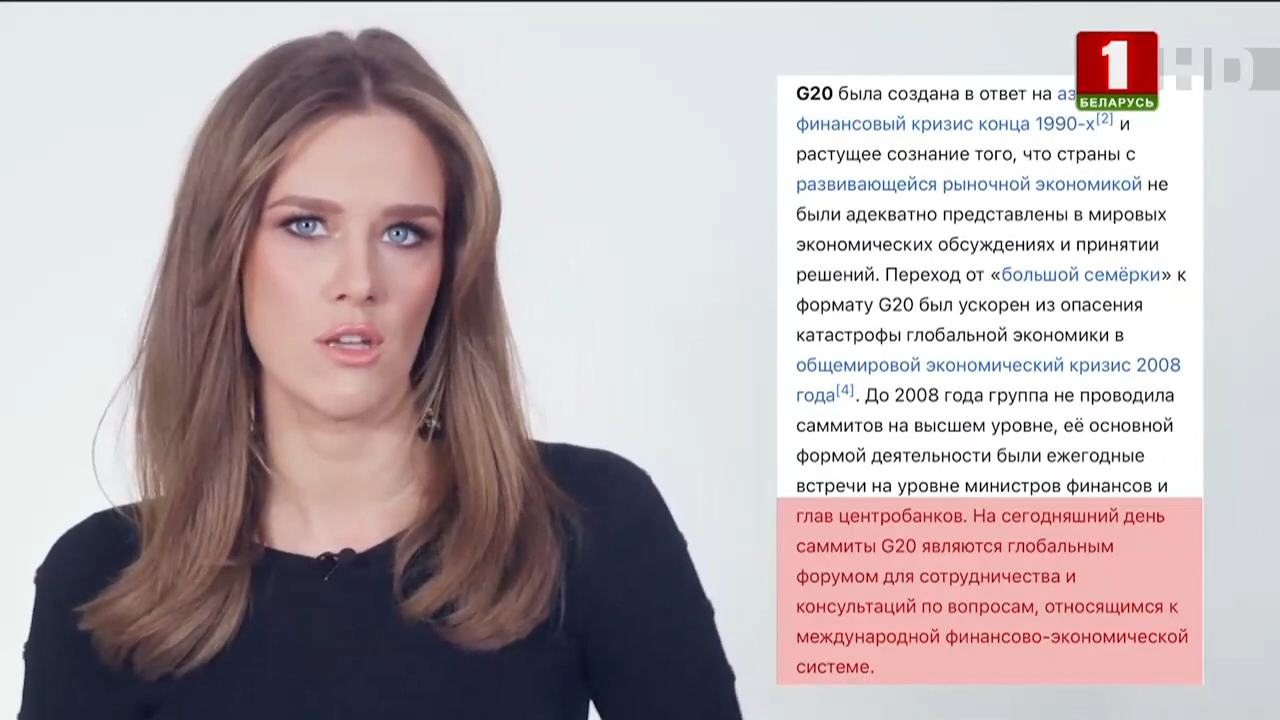 1
БЕЛАРУСЬ
HD
G20 была создана в ответ на аз
финансовый кризис конца 1990-х[2] и
растущее сознание того, что страны с
развивающейся рыночной экономикой не
были адекватно представлены в мировых
экономических обсуждениях и принятии
решений. Переход от «большой семёрки» к
формату G20 был ускорен из опасения
катастрофы глобальной экономики в
общемировой экономический кризис 2008
года[4]. До 2008 года группа не проводила
саммитов на высшем уровне, её основной
формой деятельности были ежегодные
встречи на уровне министров финансов и
глав центробанков. На сегодняшний день
саммиты G20 являются глобальным
форумом для сотрудничества и
консультаций по вопросам, относящимся к
международной финансово-экономической
системе.